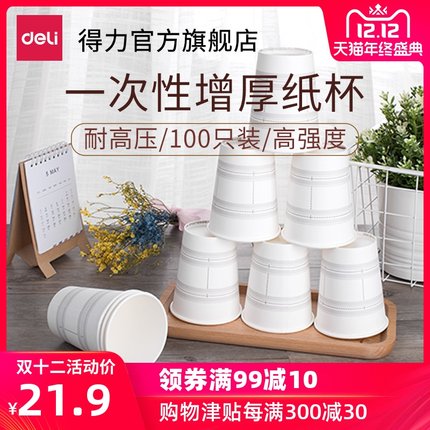 deli 得力官方旗舰店
12.12
天猫年终盛典
一次性增厚纸杯
耐高压/100只装/高强度
5 MAY
双十二活动价
¥21.9
领券满99减10
购物津贴每满300减30